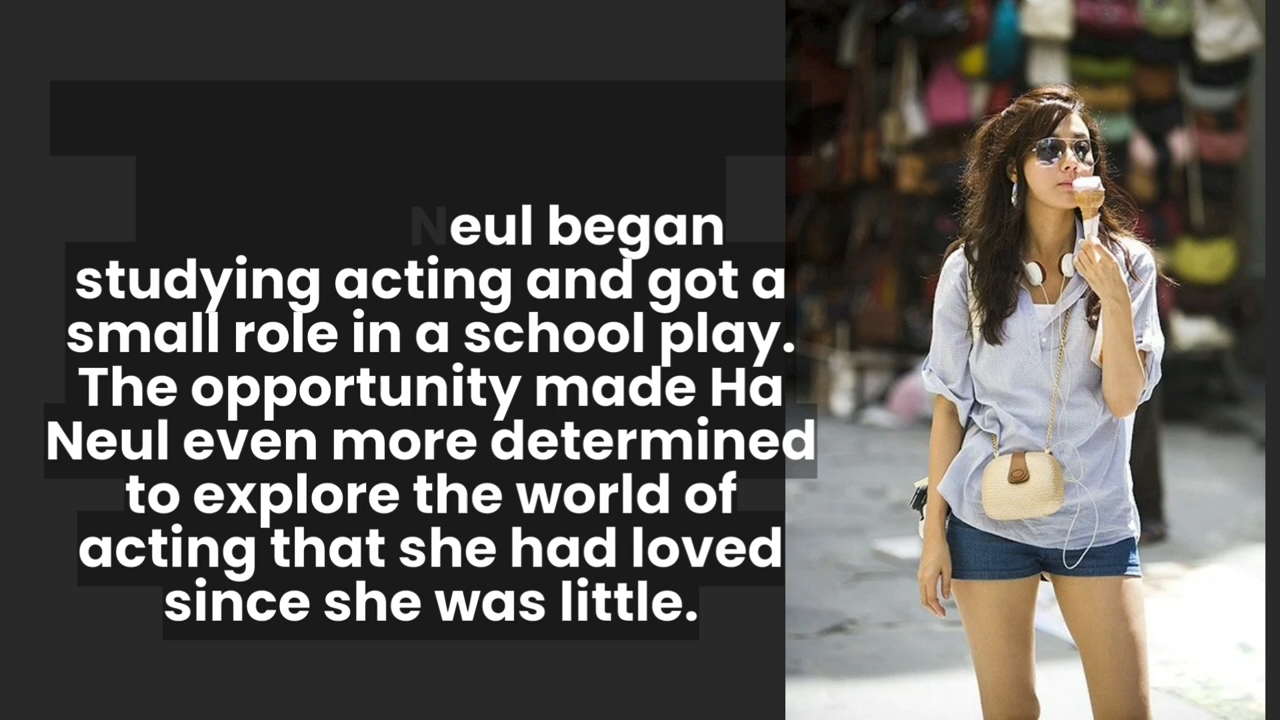 Neul began
studying acting and got a
small role in a school play.
The opportunity made Ha
Neul even more determined
to explore the world of
acting that she had loved
since she was little.